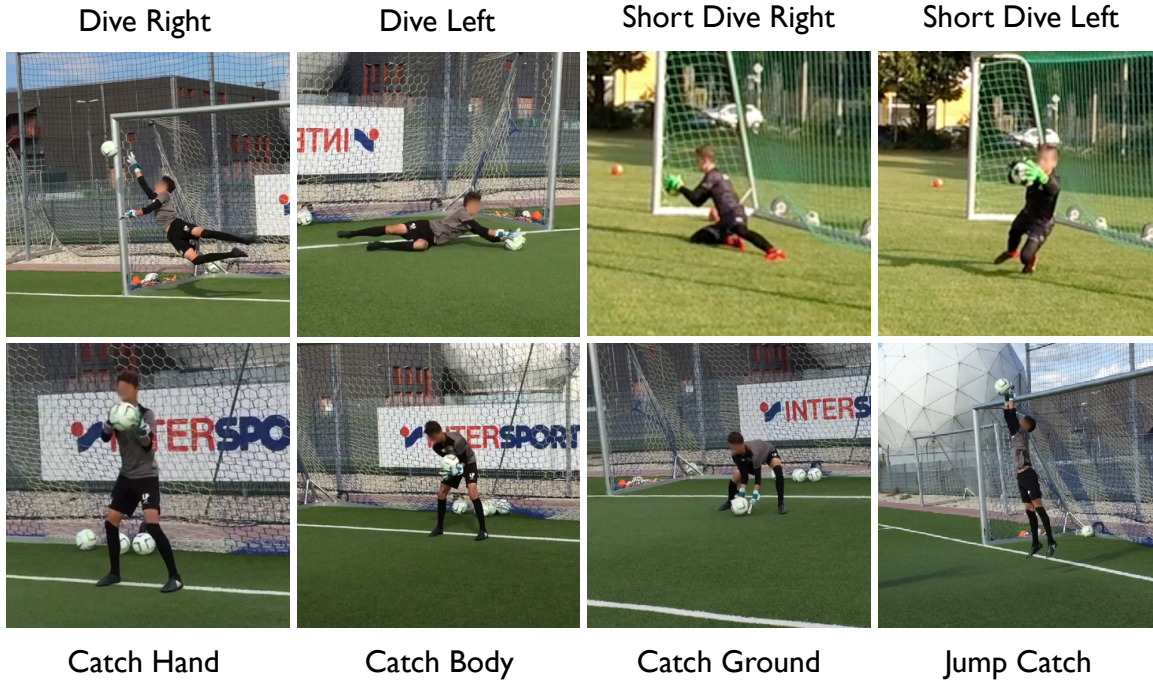 Dive Right
Dive Left
Short Dive Right
Short Dive Left
INTE
INTERSPO
INTERSPORT
INTERS
Catch Hand
Catch Body
Catch Ground
Jump Catch